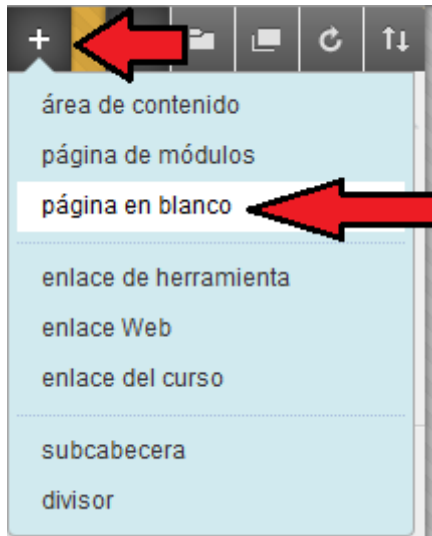 área de contenido
página de módulos
página en blanco
enlace de herramienta
enlace Web
enlace del curso
subcabecera
divisor